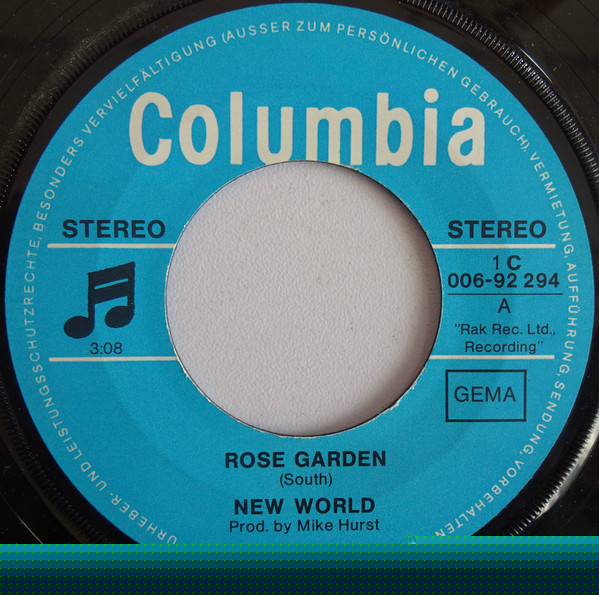 URHEBER- UND LEISTUNGSSCHUTZRECHTE, BESONDERS VERVIELFÄLTIGUNG (AUSSER ZUM PERSÖNLICHEN GEBRAUCH), VERMIETUNG, AUFFÜHRUNG, SENDUNG, VORBEHALTEN
Columbia
STEREO
STEREO
1 C
006-92 294
A
"Rak Rec. Ltd.,
Recording"
3:08
GEMA
ROSE GARDEN
(South)
NEW WORLD
Prod. by Mike Hurst